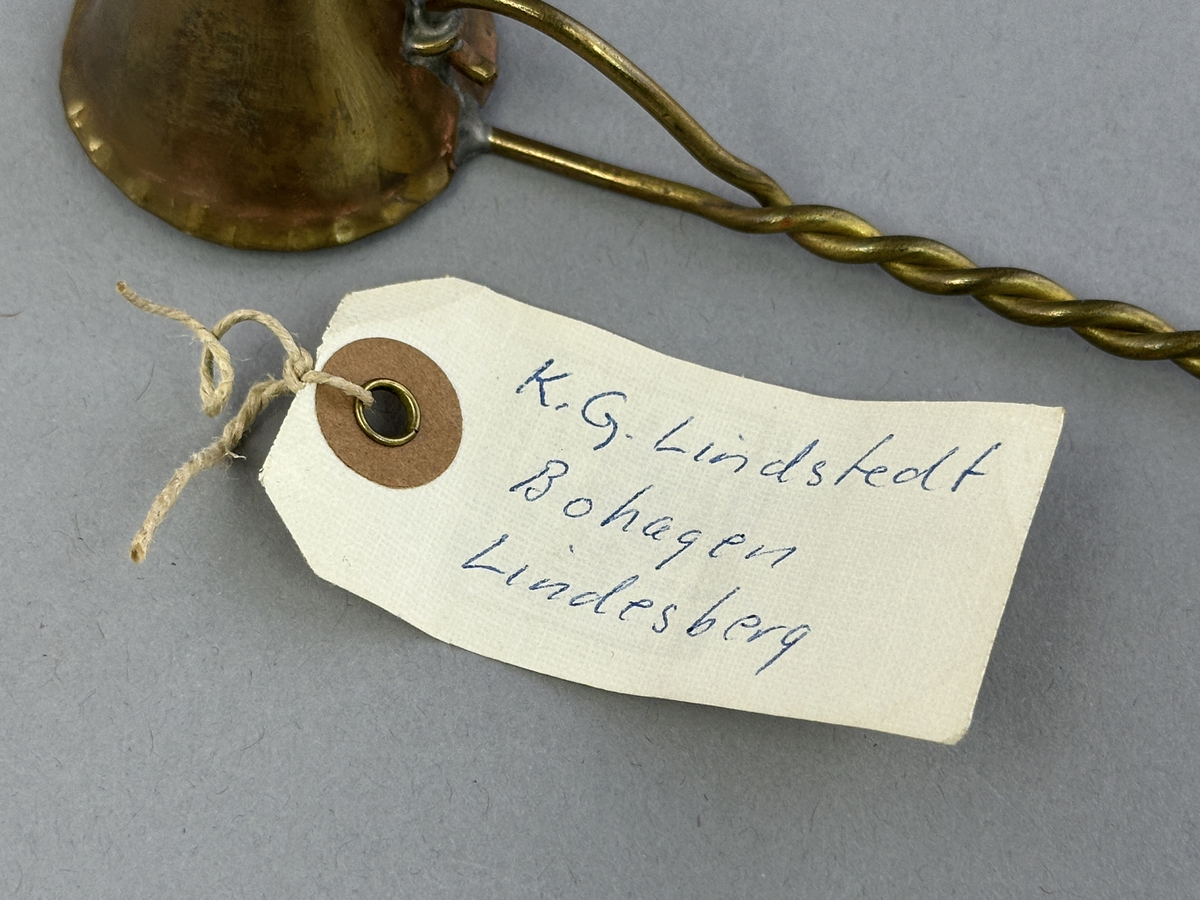 K. G. Lindstedt
Bohagen
Lindesberg